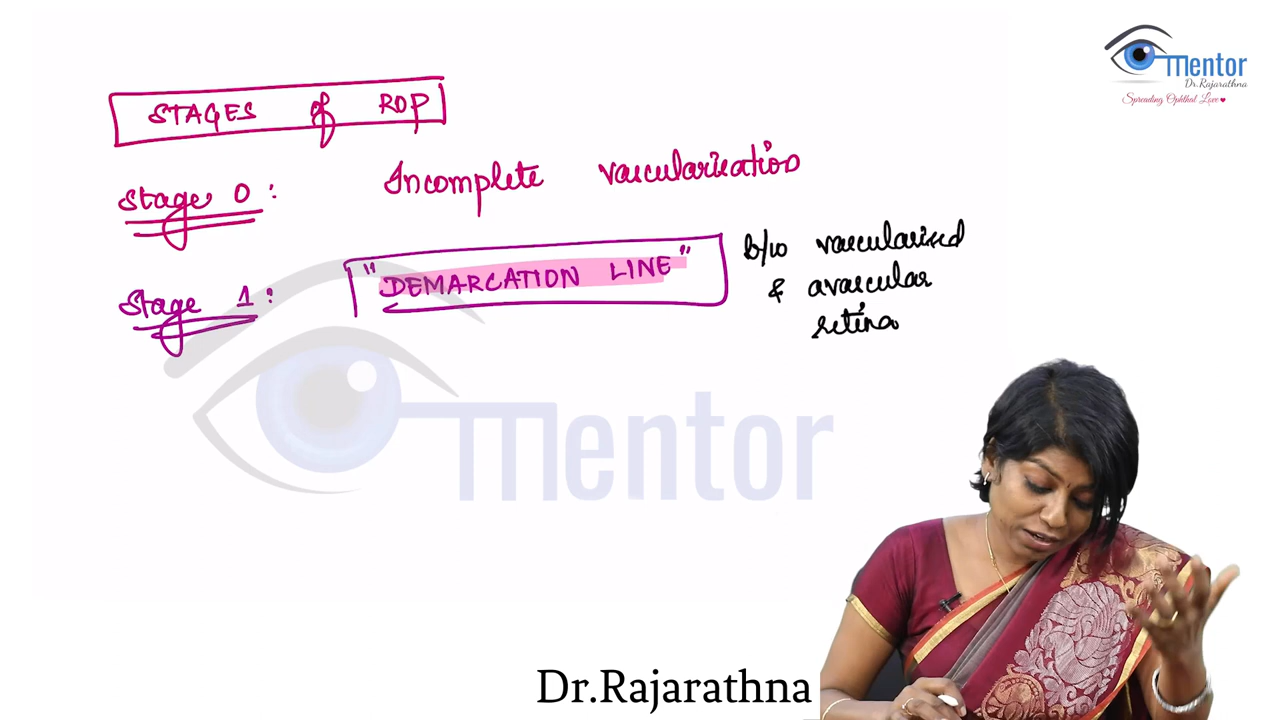 mentor
Dr.Rajarathna
Spreading Ophthal Love
STAGES of ROP
Stage 0: Incomplete vascularisation
Stage 1: "DEMARCATION LINE" b/w vascularised
& avascular
retina
mentor
Dr.Rajarathna